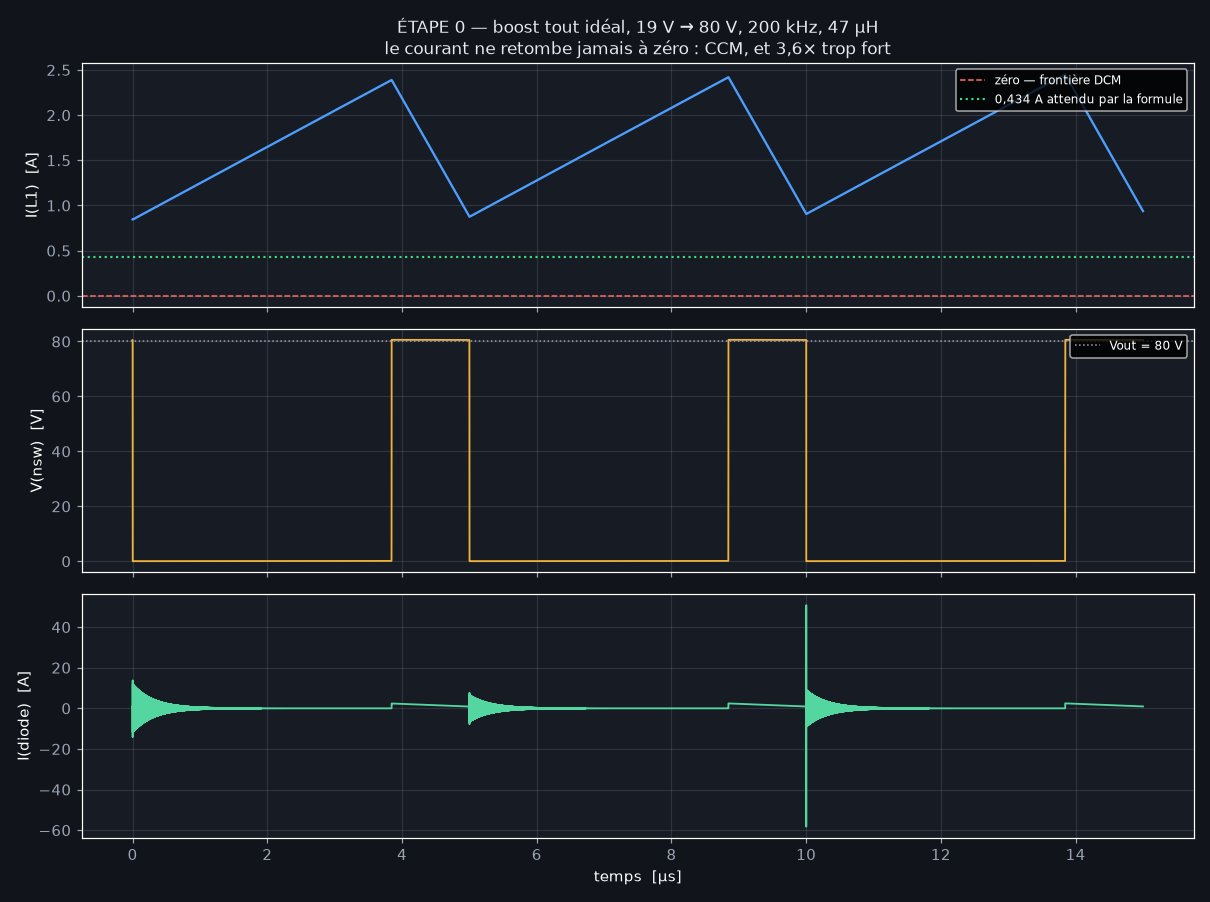 ÉTAPE 0 — boost tout idéal, 19 V → 80 V, 200 kHz, 47 µH
le courant ne retombe jamais à zéro : CCM, et 3,6× trop fort
I(L1) [A]
2.5
2.0
1.5
1.0
0.5
0.0
zéro — frontière DCM
0,434 A attendu par la formule
V(nsw) [V]
80
60
40
20
0
Vout = 80 V
I(diode) [A]
40
20
0
−20
−40
−60
0 2 4 6 8 10 12 14
temps [µs]